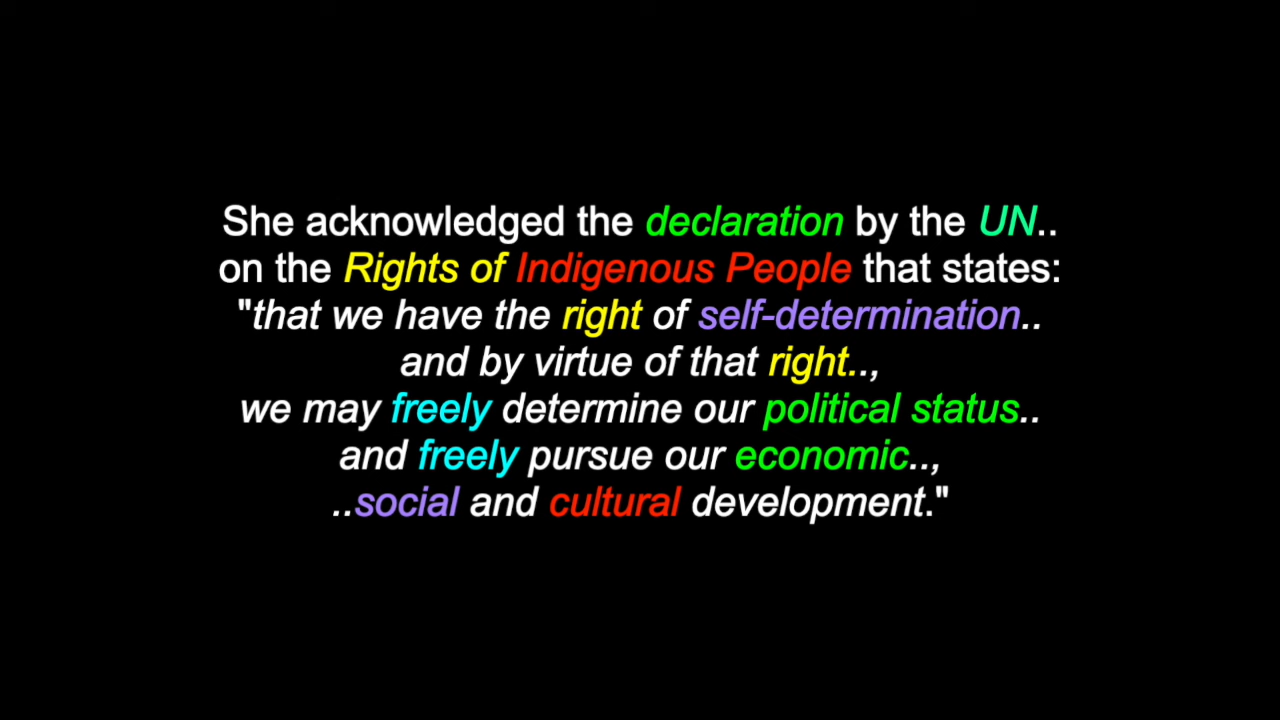 She acknowledged the declaration by the UN..
on the Rights of Indigenous People that states:
"that we have the right of self-determination..
and by virtue of that right..,
we may freely determine our political status..
and freely pursue our economic..,
..social and cultural development."